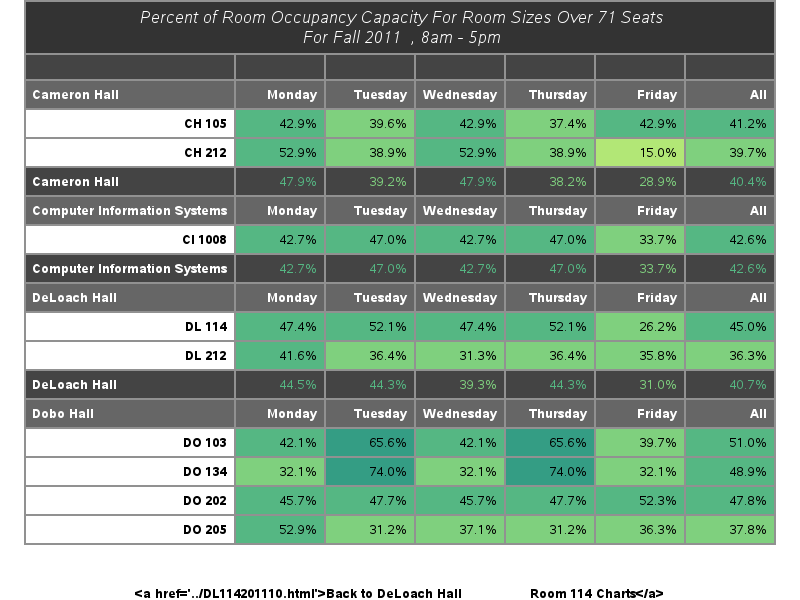 Percent of Room Occupancy Capacity For Room Sizes Over 71 Seats
For Fall 2011 , 8am - 5pm
Cameron Hall Monday Tuesday Wednesday Thursday Friday All
CH 105 42.9% 39.6% 42.9% 37.4% 42.9% 41.2%
CH 212 52.9% 38.9% 52.9% 38.9% 15.0% 39.7%
Cameron Hall 47.9% 39.2% 47.9% 38.2% 28.9% 40.4%
Computer Information Systems Monday Tuesday Wednesday Thursday Friday All
CI 1008 42.7% 47.0% 42.7% 47.0% 33.7% 42.6%
Computer Information Systems 42.7% 47.0% 42.7% 47.0% 33.7% 42.6%
DeLoach Hall Monday Tuesday Wednesday Thursday Friday All
DL 114 47.4% 52.1% 47.4% 52.1% 26.2% 45.0%
DL 212 41.6% 36.4% 31.3% 36.4% 35.8% 36.3%
DeLoach Hall 44.5% 44.3% 39.3% 44.3% 31.0% 40.7%
Dobo Hall Monday Tuesday Wednesday Thursday Friday All
DO 103 42.1% 65.6% 42.1% 65.6% 39.7% 51.0%
DO 134 32.1% 74.0% 32.1% 74.0% 32.1% 48.9%
DO 202 45.7% 47.7% 45.7% 47.7% 52.3% 47.8%
DO 205 52.9% 31.2% 37.1% 31.2% 36.3% 37.8%
<a href='../DL114201110.html'>Back to DeLoach Hall Room 114 Charts</a>